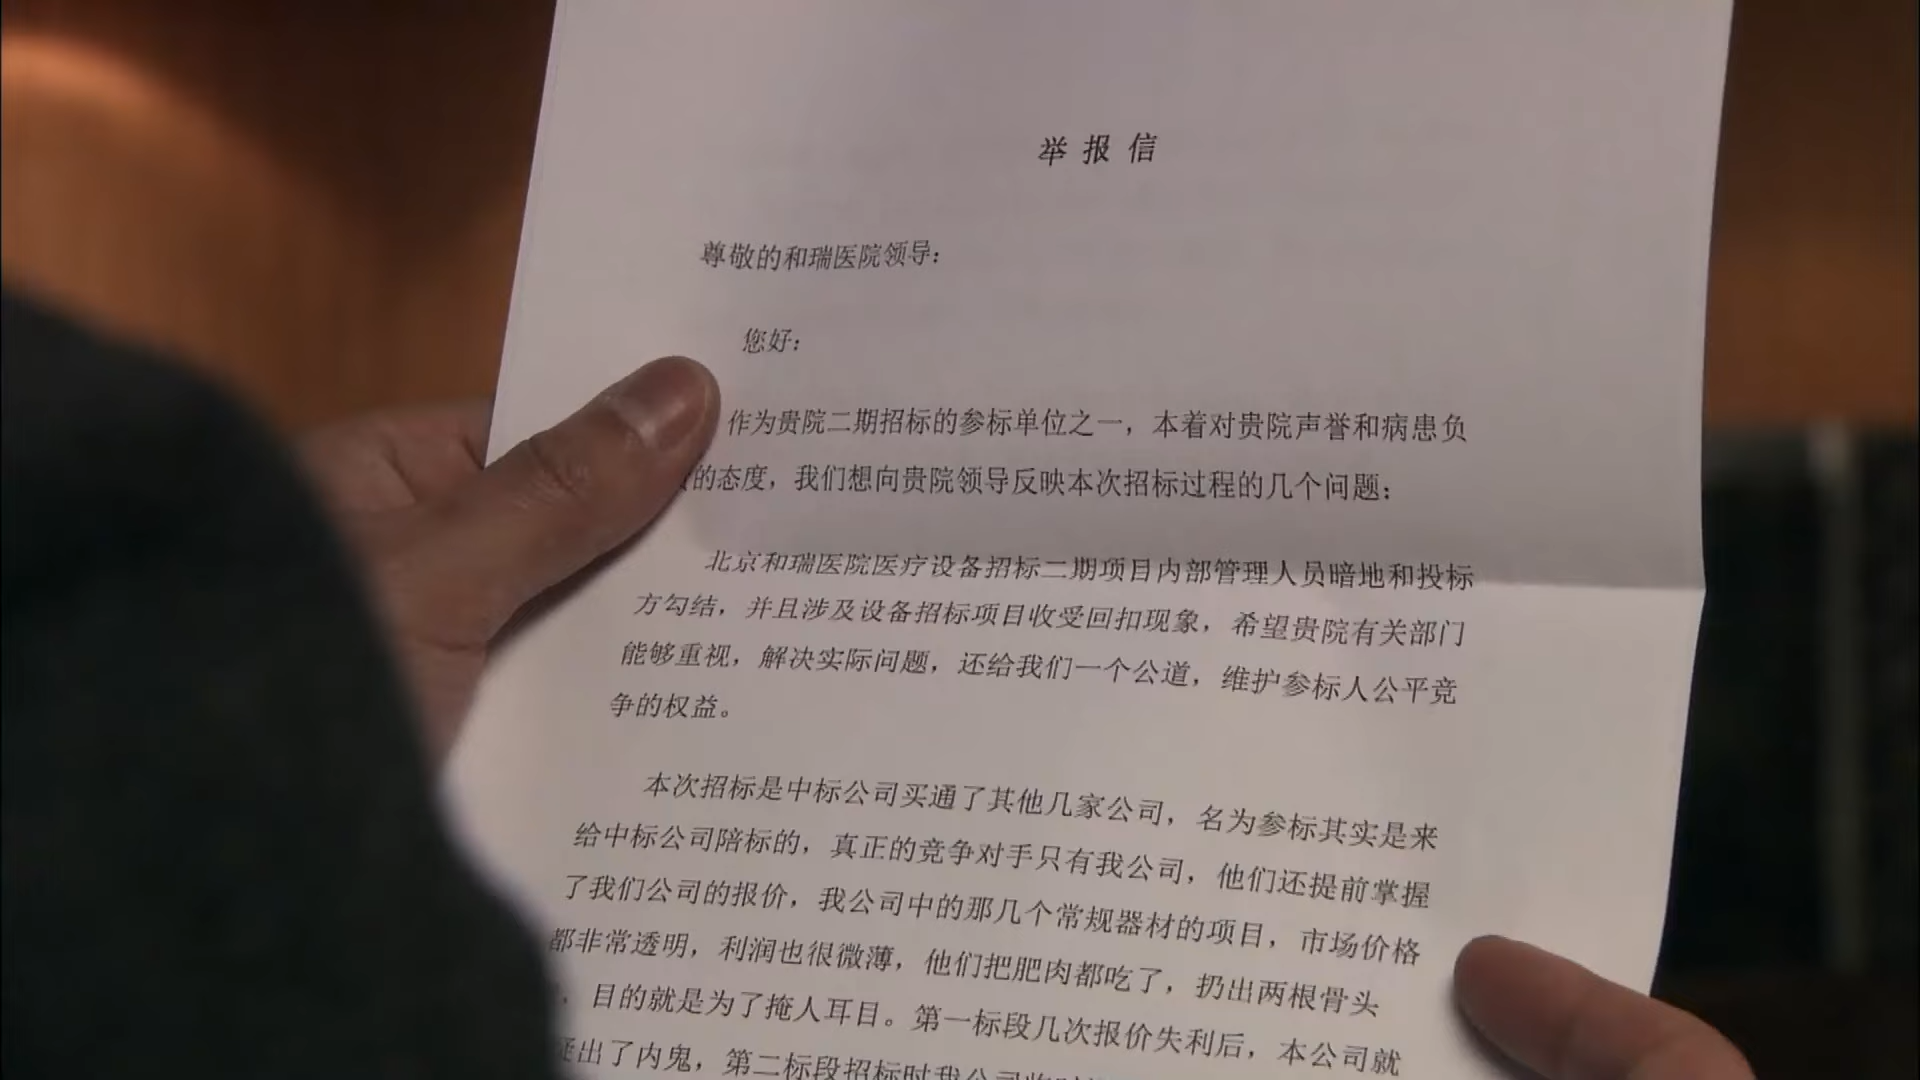 举报信
尊敬的和瑞医院领导：
您好：
作为贵院二期招标的参标单位之一，本着对贵院声誉和病患负
的态度，我们想向贵院领导反映本次招标过程的几个问题：
北京和瑞医院医疗设备招标二期项目内部管理人员暗地和投标
方勾结，并且涉及设备招标项目收受回扣现象，希望贵院有关部门
能够重视，解决实际问题，还给我们一个公道，维护参标人公平竞
争的权益。
本次招标是中标公司买通了其他几家公司，名为参标其实是来
给中标公司陪标的，真正的竞争对手只有我公司，他们还提前掌握
了我们公司的报价，我公司中的那几个常规器材的项目，市场价格
都非常透明，利润也很微薄，他们把肥肉都吃了，扔出两根骨头
，目的就是为了掩人耳目。第一标段几次报价失利后，本公司就
出了内鬼，第二标段招标时我公司临时